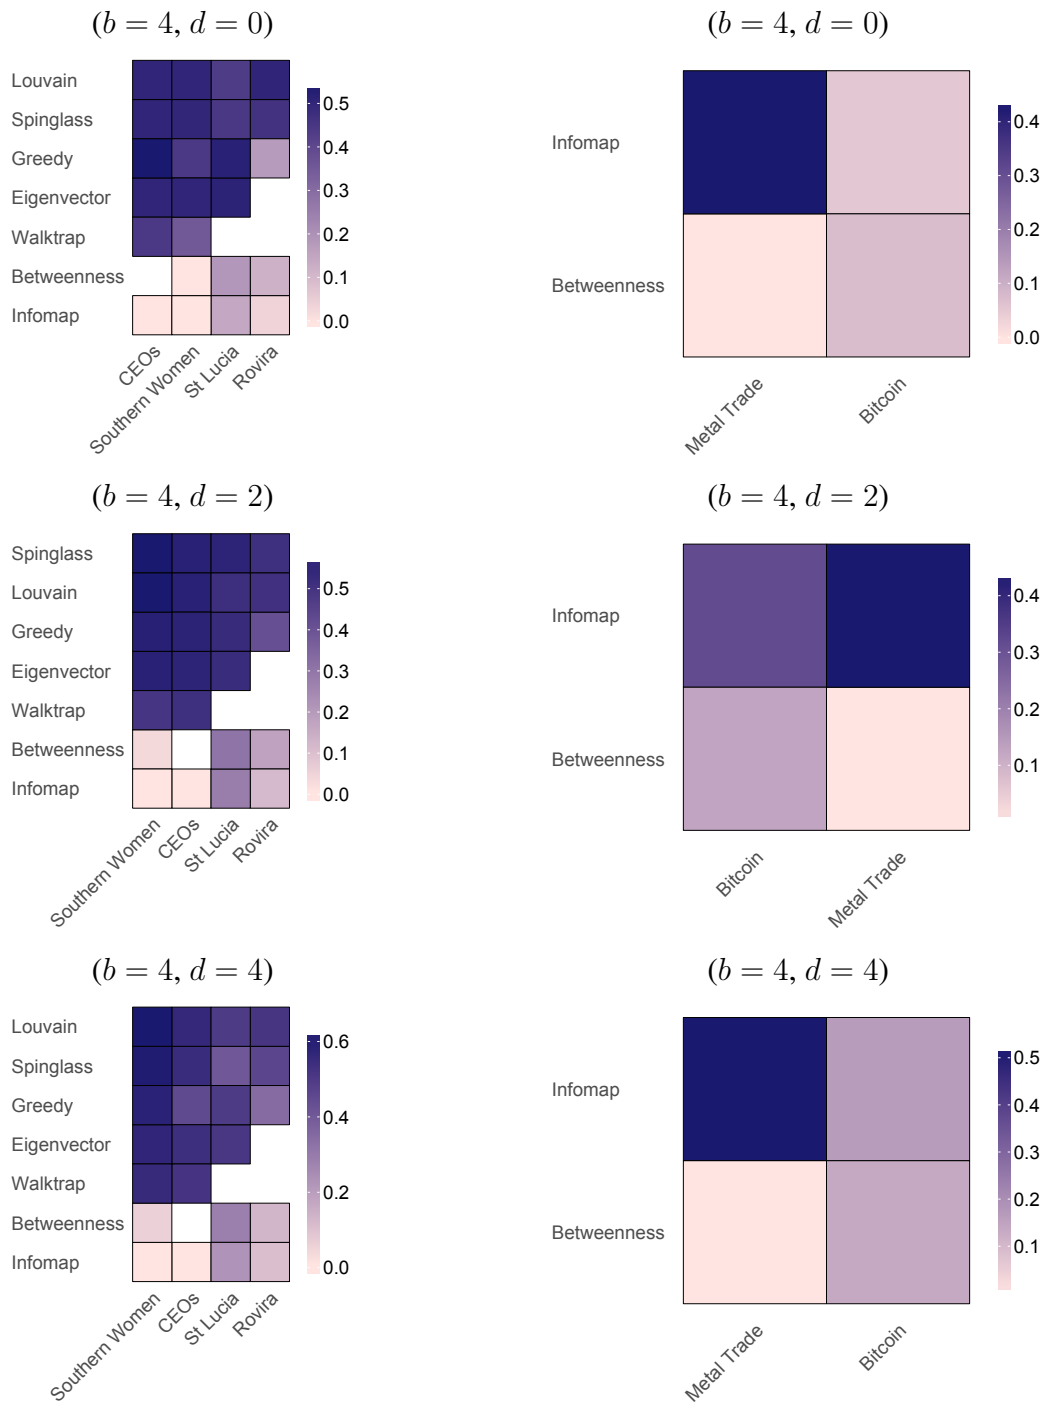 (b = 4, d = 0)
Louvain
Spinglass
Greedy
Eigenvector
Walktrap
Betweenness
Infomap
CEOs
Southern Women
St Lucia
Rovira
0.5
0.4
0.3
0.2
0.1
0.0
(b = 4, d = 0)
Infomap
Betweenness
Metal Trade
Bitcoin
0.4
0.3
0.2
0.1
0.0
(b = 4, d = 2)
Spinglass
Louvain
Greedy
Eigenvector
Walktrap
Betweenness
Infomap
Southern Women
CEOs
St Lucia
Rovira
0.5
0.4
0.3
0.2
0.1
0.0
(b = 4, d = 2)
Infomap
Betweenness
Bitcoin
Metal Trade
0.4
0.3
0.2
0.1
(b = 4, d = 4)
Louvain
Spinglass
Greedy
Eigenvector
Walktrap
Betweenness
Infomap
Southern Women
CEOs
St Lucia
Rovira
0.6
0.4
0.2
0.0
(b = 4, d = 4)
Infomap
Betweenness
Metal Trade
Bitcoin
0.5
0.4
0.3
0.2
0.1